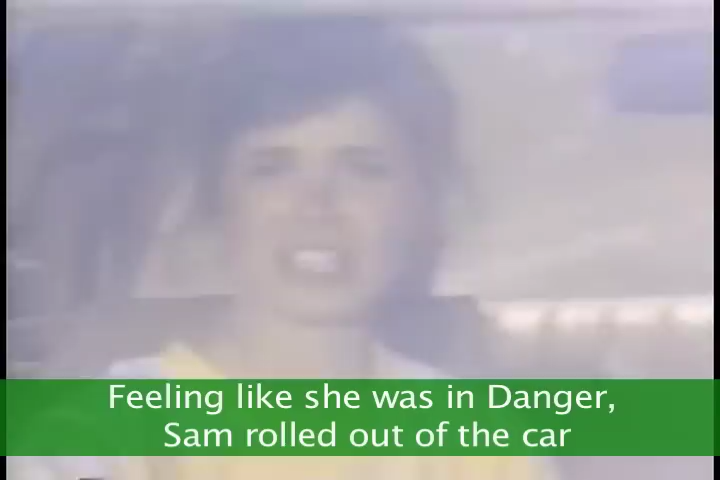 Feeling like she was in Danger,
Sam rolled out of the car